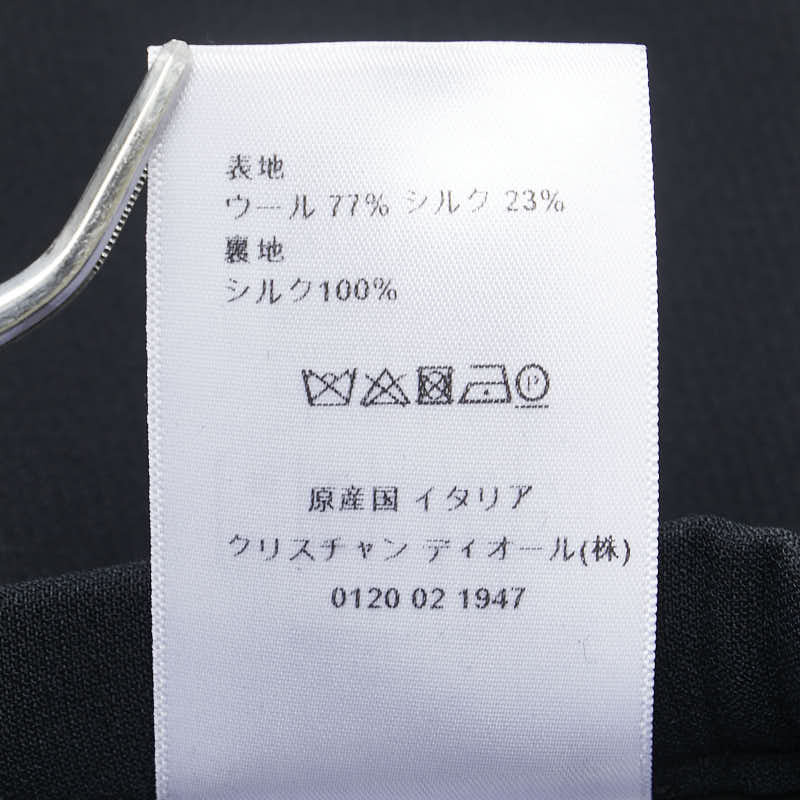 表地
ウール 77% シルク 23%
裏地
シルク100%
P
原産国 イタリア
クリスチャン ディオール(株)
0120 02 1947